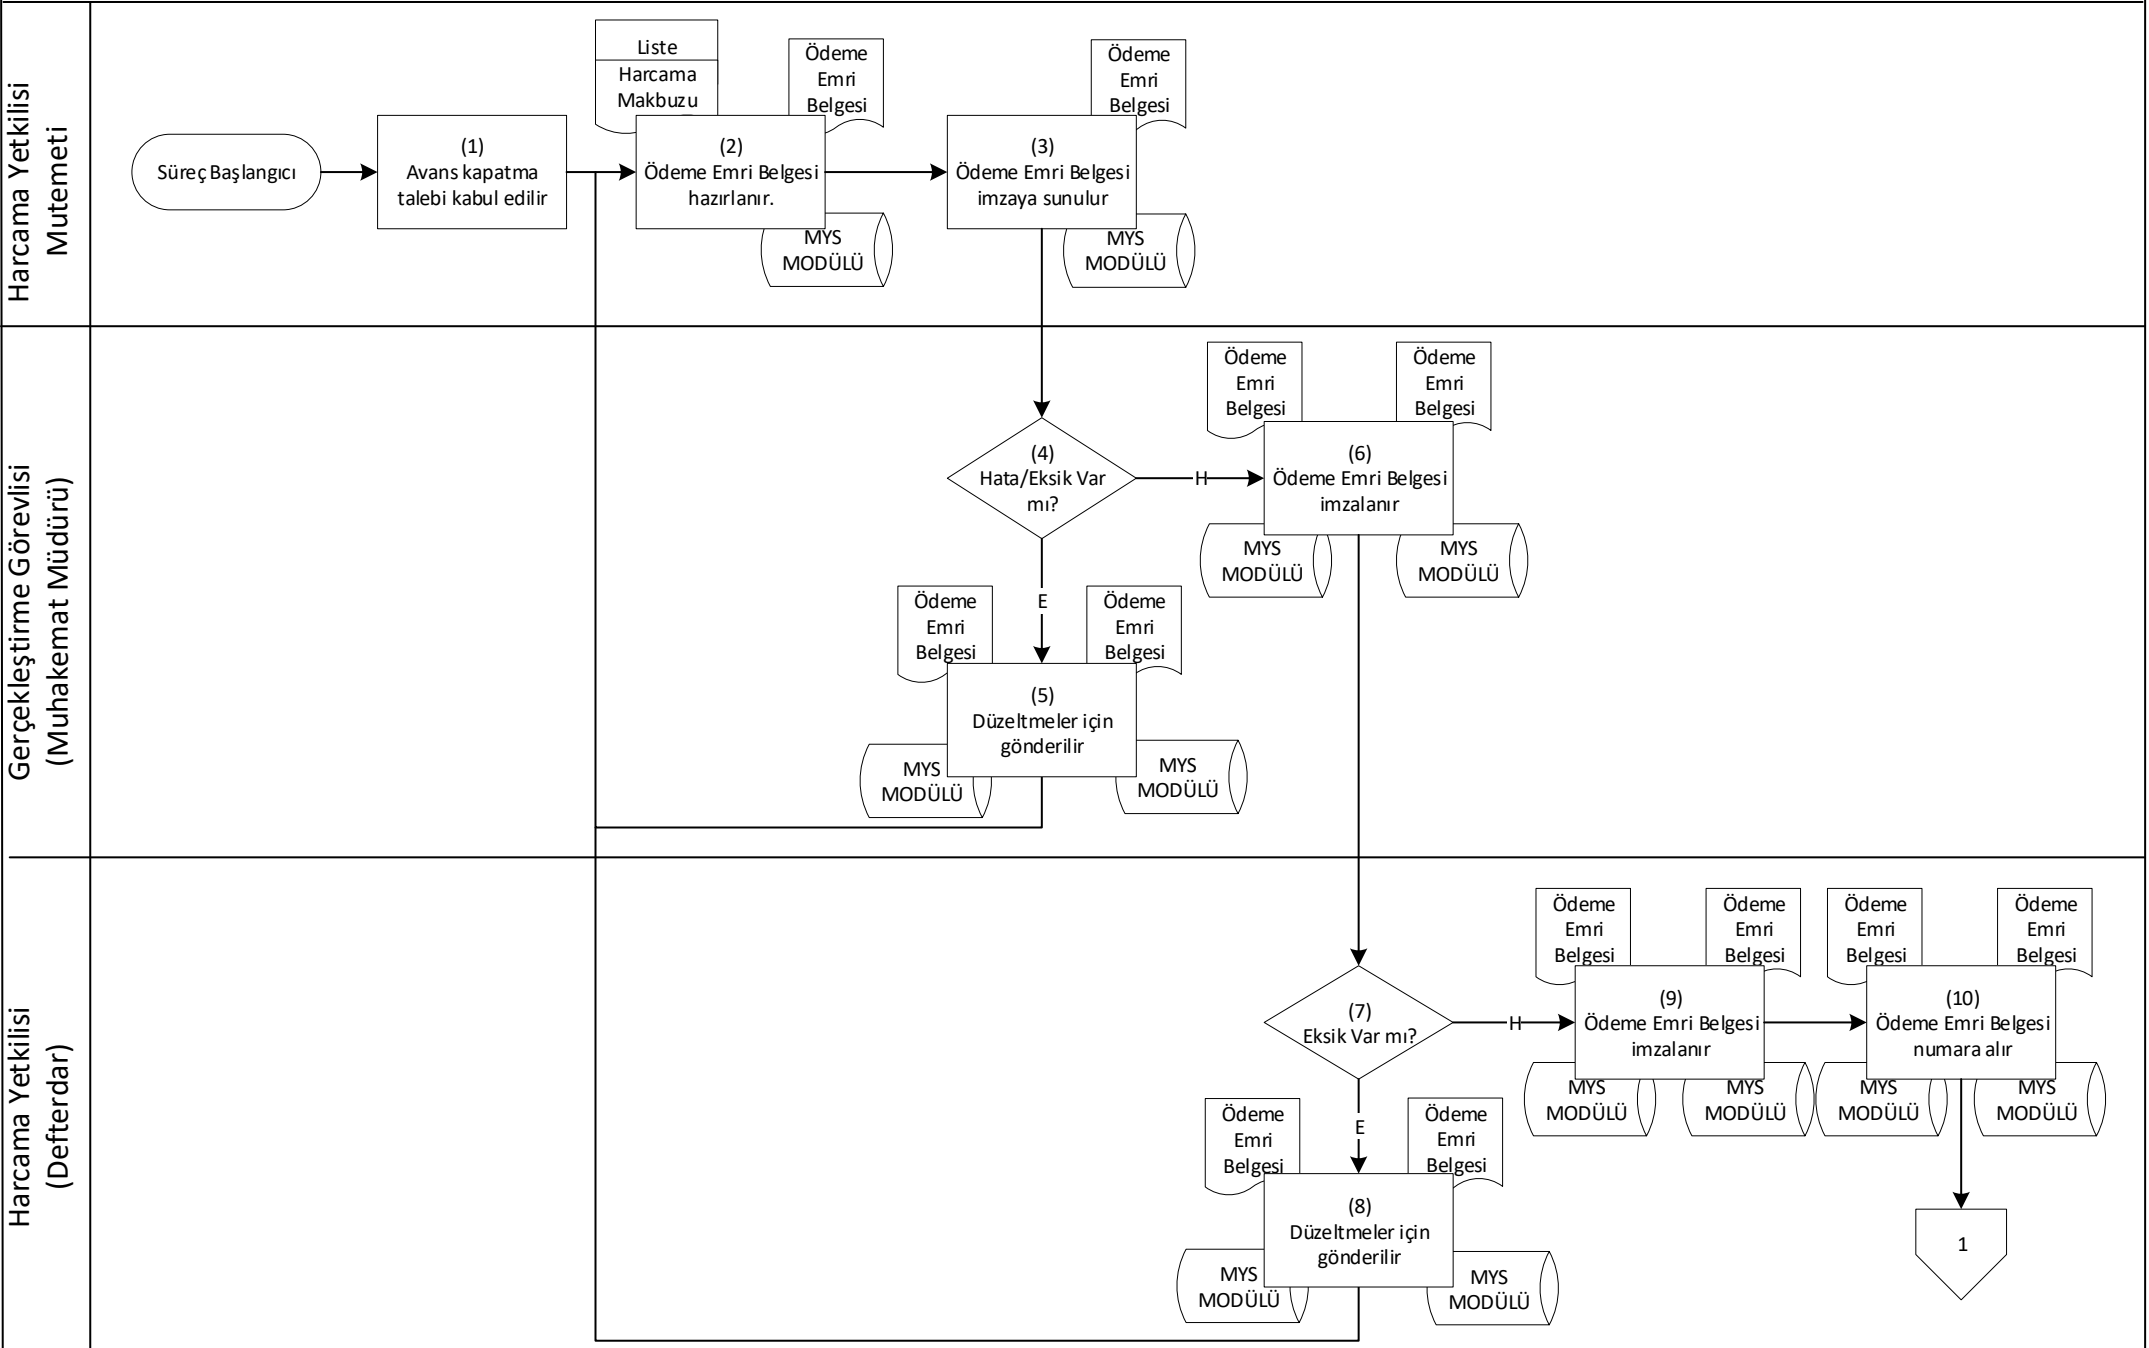 Harcama Yetkilisi
Mutemeti
Süreç Başlangıcı
(1)
Avans kapatma
talebi kabul edilir
Liste
Harcama
Makbuzu
Ödeme
Emri
Belgesi
(2)
Ödeme Emri Belgesi
hazırlanır.
MYS
MODÜLÜ
Ödeme
Emri
Belgesi
(3)
Ödeme Emri Belgesi
imzaya sunulur
MYS
MODÜLÜ
Gerçekleştirme Görevlisi
(Muhakemat Müdürü)
(4)
Hata/Eksik Var
mı?
H
E
Ödeme
Emri
Belgesi
Ödeme
Emri
Belgesi
(6)
Ödeme Emri Belgesi
imzalanır
MYS
MODÜLÜ
MYS
MODÜLÜ
Ödeme
Emri
Belgesi
Ödeme
Emri
Belgesi
(5)
Düzeltmeler için
gönderilir
MYS
MODÜLÜ
MYS
MODÜLÜ
Harcama Yetkilisi
(Defterdar)
(7)
Eksik Var mı?
H
E
Ödeme
Emri
Belgesi
Ödeme
Emri
Belgesi
(9)
Ödeme Emri Belgesi
imzalanır
MYS
MODÜLÜ
MYS
MODÜLÜ
Ödeme
Emri
Belgesi
Ödeme
Emri
Belgesi
(10)
Ödeme Emri Belgesi
numara alır
MYS
MODÜLÜ
MYS
MODÜLÜ
Ödeme
Emri
Belgesi
Ödeme
Emri
Belgesi
(8)
Düzeltmeler için
gönderilir
MYS
MODÜLÜ
MYS
MODÜLÜ
1